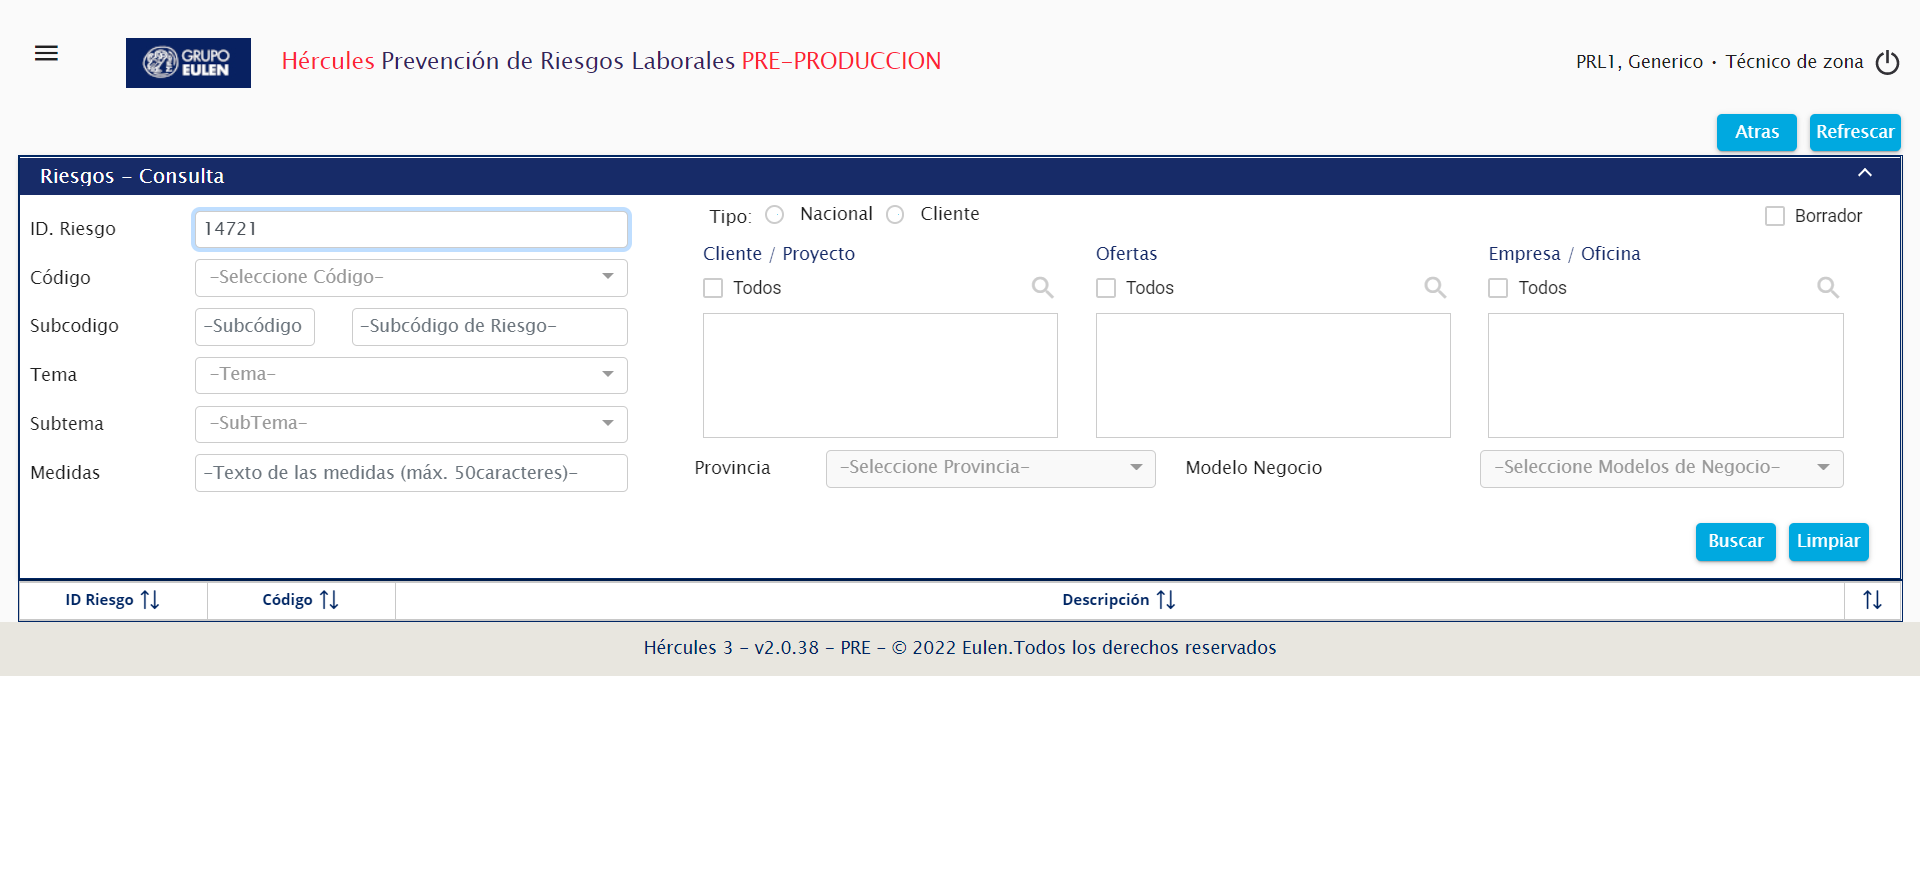 GRUPO
EULEN
Hércules Prevención de Riesgos Laborales PRE-PRODUCCION
PRL1, Generico · Técnico de zona
Atras
Refrescar
Riesgos - Consulta
ID. Riesgo
14721
Código
-Seleccione Código-
Subcodigo
-Subcódigo
-Subcódigo de Riesgo-
Tema
-Tema-
Subtema
-SubTema-
Medidas
-Texto de las medidas (máx. 50caracteres)-
Tipo:
Nacional
Cliente
Borrador
Cliente / Proyecto
Todos
Ofertas
Todos
Empresa / Oficina
Todos
Provincia
-Seleccione Provincia-
Modelo Negocio
-Seleccione Modelos de Negocio-
Buscar
Limpiar
ID Riesgo
Código
Descripción
Hércules 3 - v2.0.38 - PRE - © 2022 Eulen.Todos los derechos reservados